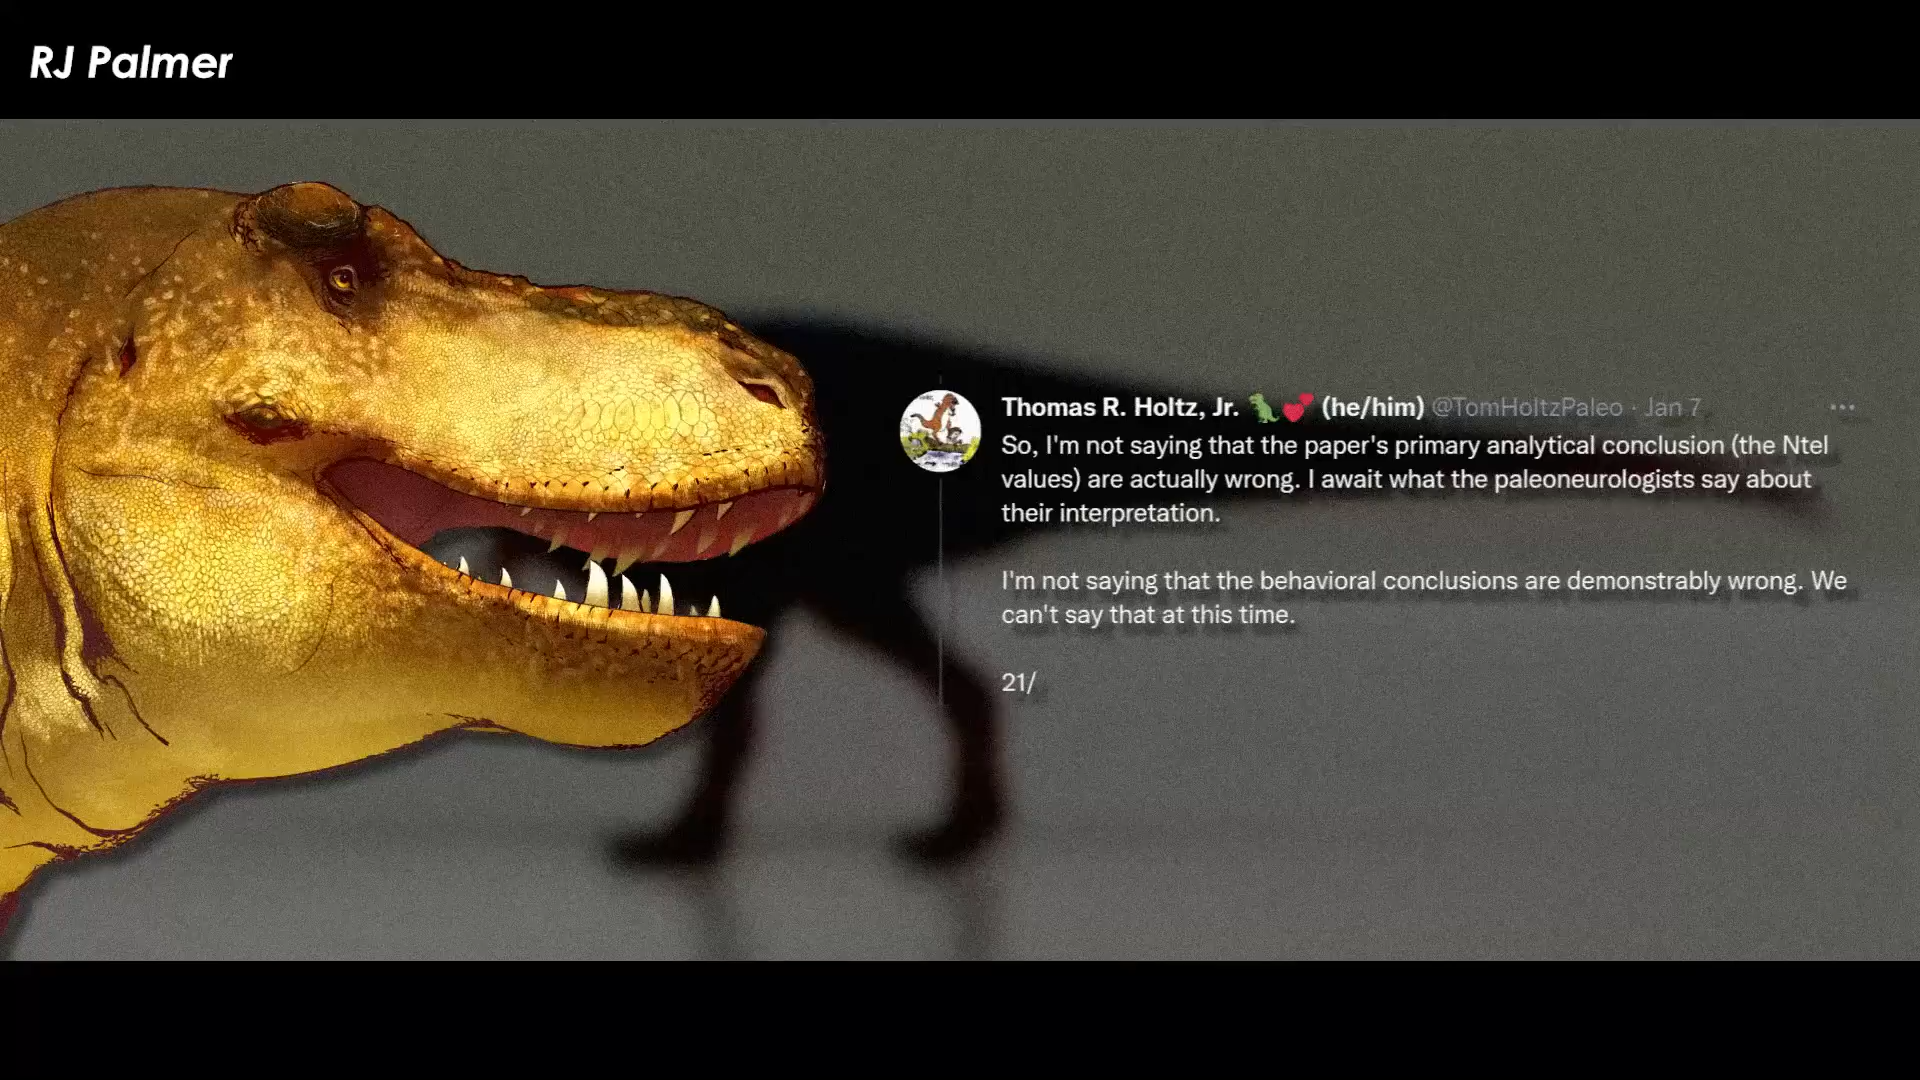 RJ Palmer
Thomas R. Holtz, Jr. 🦖💕 (he/him) @TomHoltzPaleo · Jan 7
So, I'm not saying that the paper's primary analytical conclusion (the Ntel
values) are actually wrong. I await what the paleoneurologists say about
their interpretation.
I'm not saying that the behavioral conclusions are demonstrably wrong. We
can't say that at this time.
21/